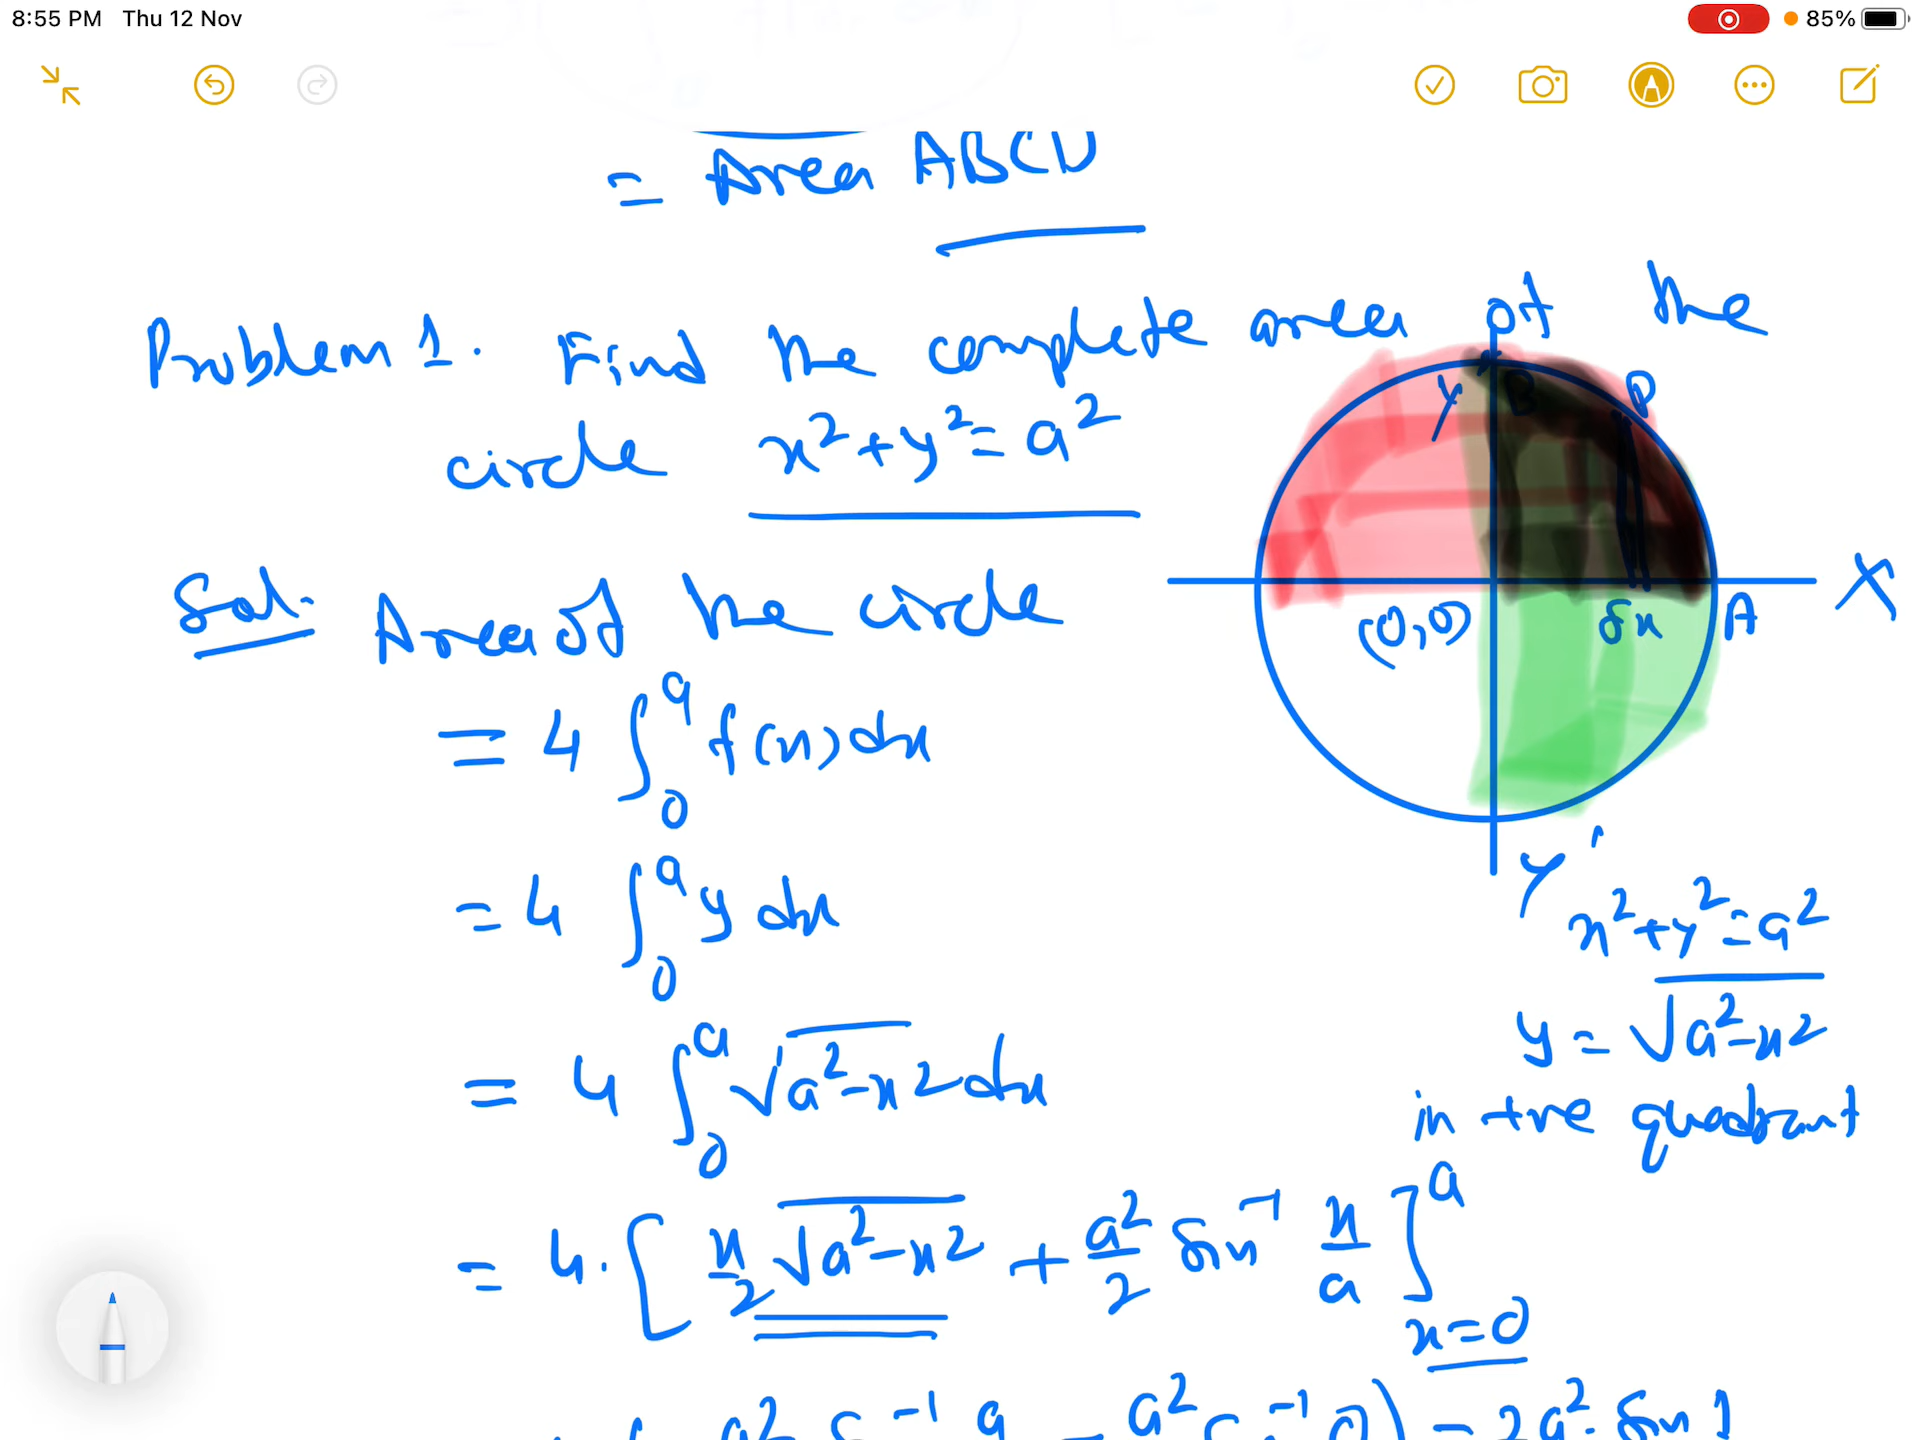 8:55 PM Thu 12 Nov
85%
= Area ABCD
Problem 1. Find the complete area of the
circle x²+y²=a²
Y
B
P
X
(0,0)
δx
A
Y'
Sol. Area of the circle
= 4 ∫₀ᵃ f(x) dx
= 4 ∫₀ᵃ y dx
x²+y²=a²
= 4 ∫₀ᵃ √a²-x² dx
y = √a²-x²
in +ve quadrant
= 4. [ x/2 √a²-x² + a²/2 sin⁻¹ x/a ]ᵃ x=0